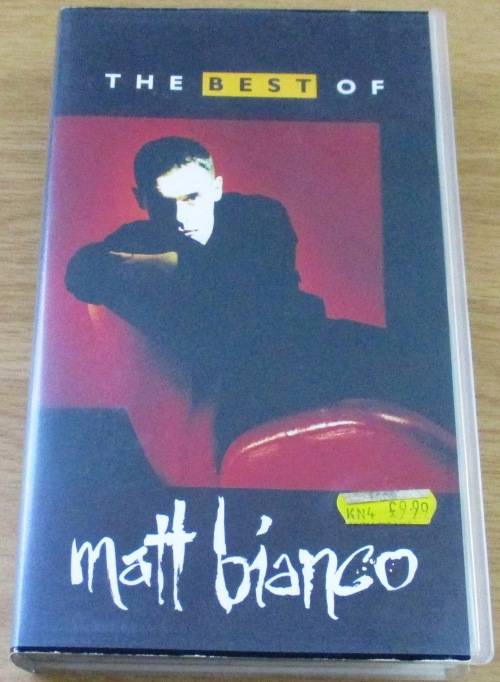 THE BEST OF
KN4 £9.99
matt bianco